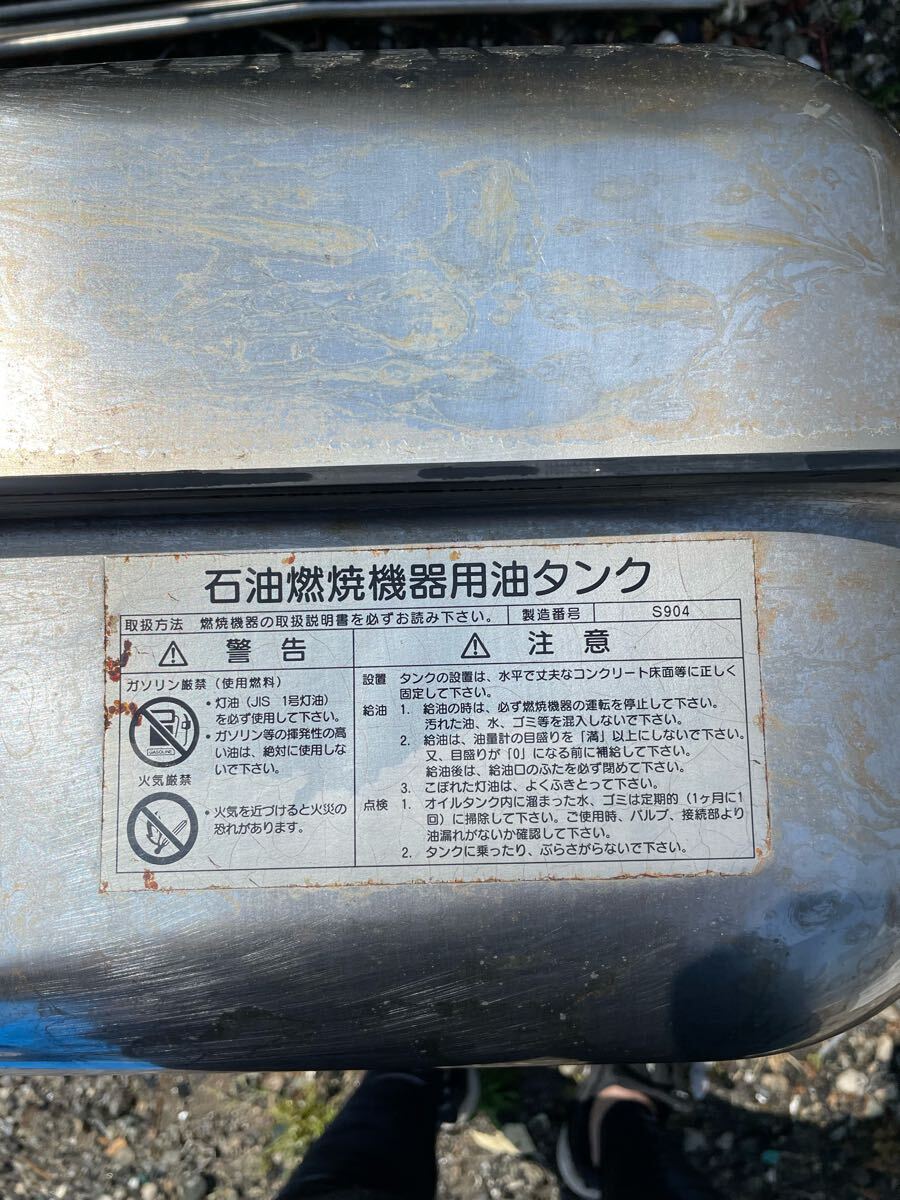 石油燃焼機器用油タンク
取扱方法 燃焼機器の取扱説明書を必ずお読み下さい。 製造番号 S904
警告
ガソリン厳禁(使用燃料)
・灯油(JIS 1号灯油)
を必ず使用して下さい。
・ガソリン等の揮発性の高
い油は、絶対に使用しな
いで下さい。
GASOLINE
火気厳禁
・火気を近づけると火災の
恐れがあります。
注意
設置 タンクの設置は、水平で丈夫なコンクリート床面等に正しく
固定して下さい。
給油 1. 給油の時は、必ず燃焼機器の運転を停止して下さい。
汚れた油、水、ゴミ等を混入しないで下さい。
2. 給油は、油量計の目盛りを「満」以上にしないで下さい。
又、目盛りが「0」になる前に補給して下さい。
給油後は、給油口のふたを必ず閉めて下さい。
3. こぼれた灯油は、よくふきとって下さい。
点検 1. オイルタンク内に溜まった水、ゴミは定期的(1ヶ月に1
回)に掃除して下さい。ご使用時、バルブ、接続部より
油漏れがないか確認して下さい。
2. タンクに乗ったり、ぶらさがらないで下さい。